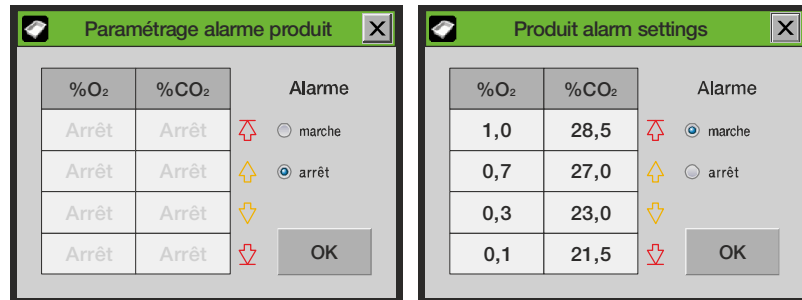 Paramétrage alarme produit
%O₂ %CO₂ Alarme
Arrêt Arrêt marche
Arrêt Arrêt arrêt
Arrêt Arrêt
Arrêt Arrêt OK
Produit alarm settings
%O₂ %CO₂ Alarme
1,0 28,5 marche
0,7 27,0 arrêt
0,3 23,0
0,1 21,5 OK